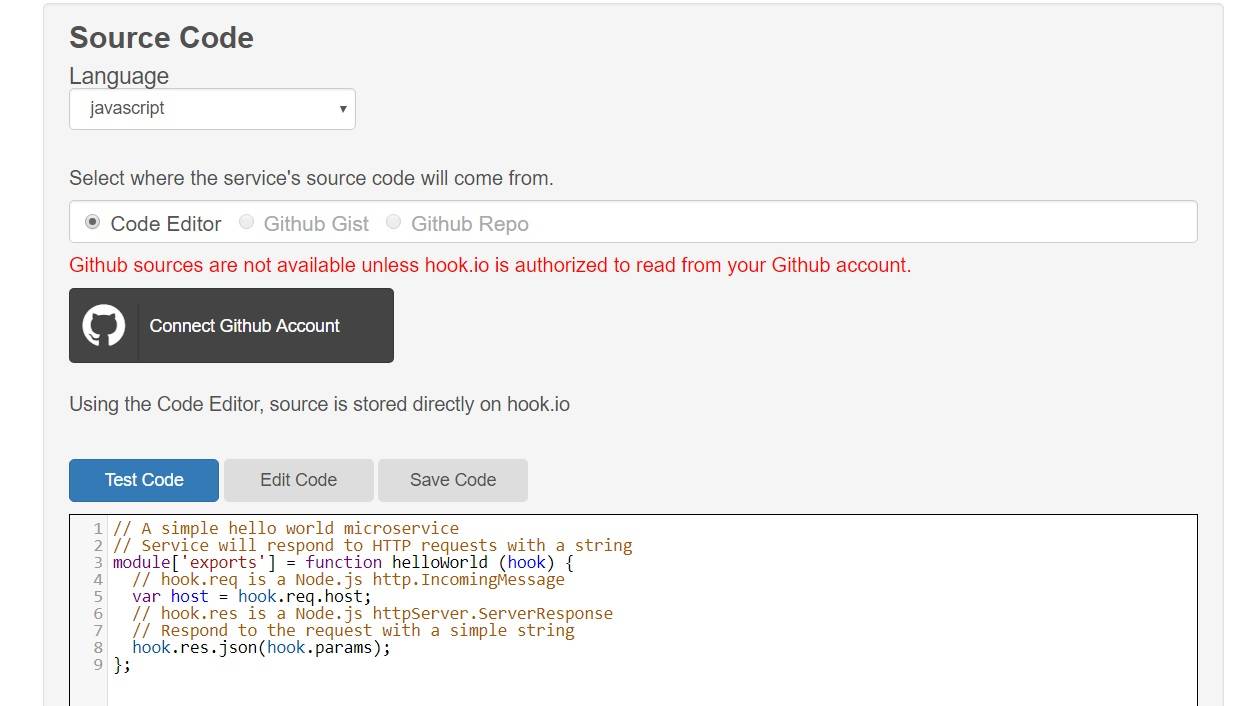 Source Code
Language
javascript
Select where the service's source code will come from.
Code Editor Github Gist Github Repo
Github sources are not available unless hook.io is authorized to read from your Github account.
Connect Github Account
Using the Code Editor, source is stored directly on hook.io
Test Code Edit Code Save Code
1 // A simple hello world microservice
2 // Service will respond to HTTP requests with a string
3 module['exports'] = function helloWorld (hook) {
4   // hook.req is a Node.js http.IncomingMessage
5   var host = hook.req.host;
6   // hook.res is a Node.js httpServer.ServerResponse
7   // Respond to the request with a simple string
8   hook.res.json(hook.params);
9 };